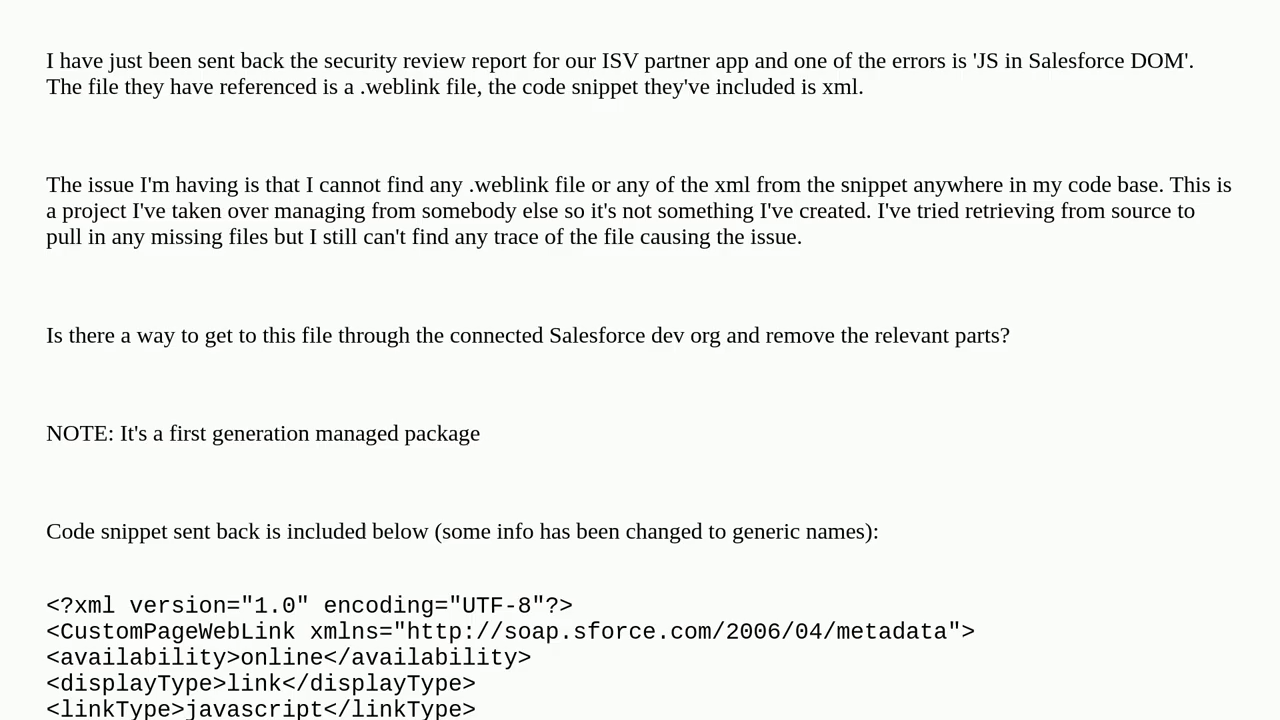 I have just been sent back the security review report for our ISV partner app and one of the errors is 'JS in Salesforce DOM'.
The file they have referenced is a .weblink file, the code snippet they've included is xml.
The issue I'm having is that I cannot find any .weblink file or any of the xml from the snippet anywhere in my code base. This is
a project I've taken over managing from somebody else so it's not something I've created. I've tried retrieving from source to
pull in any missing files but I still can't find any trace of the file causing the issue.
Is there a way to get to this file through the connected Salesforce dev org and remove the relevant parts?
NOTE: It's a first generation managed package
Code snippet sent back is included below (some info has been changed to generic names):
<?xml version="1.0" encoding="UTF-8"?>
<CustomPageWebLink xmlns="http://soap.sforce.com/2006/04/metadata">
<availability>online</availability>
<displayType>link</displayType>
<linkType>javascript</linkType>